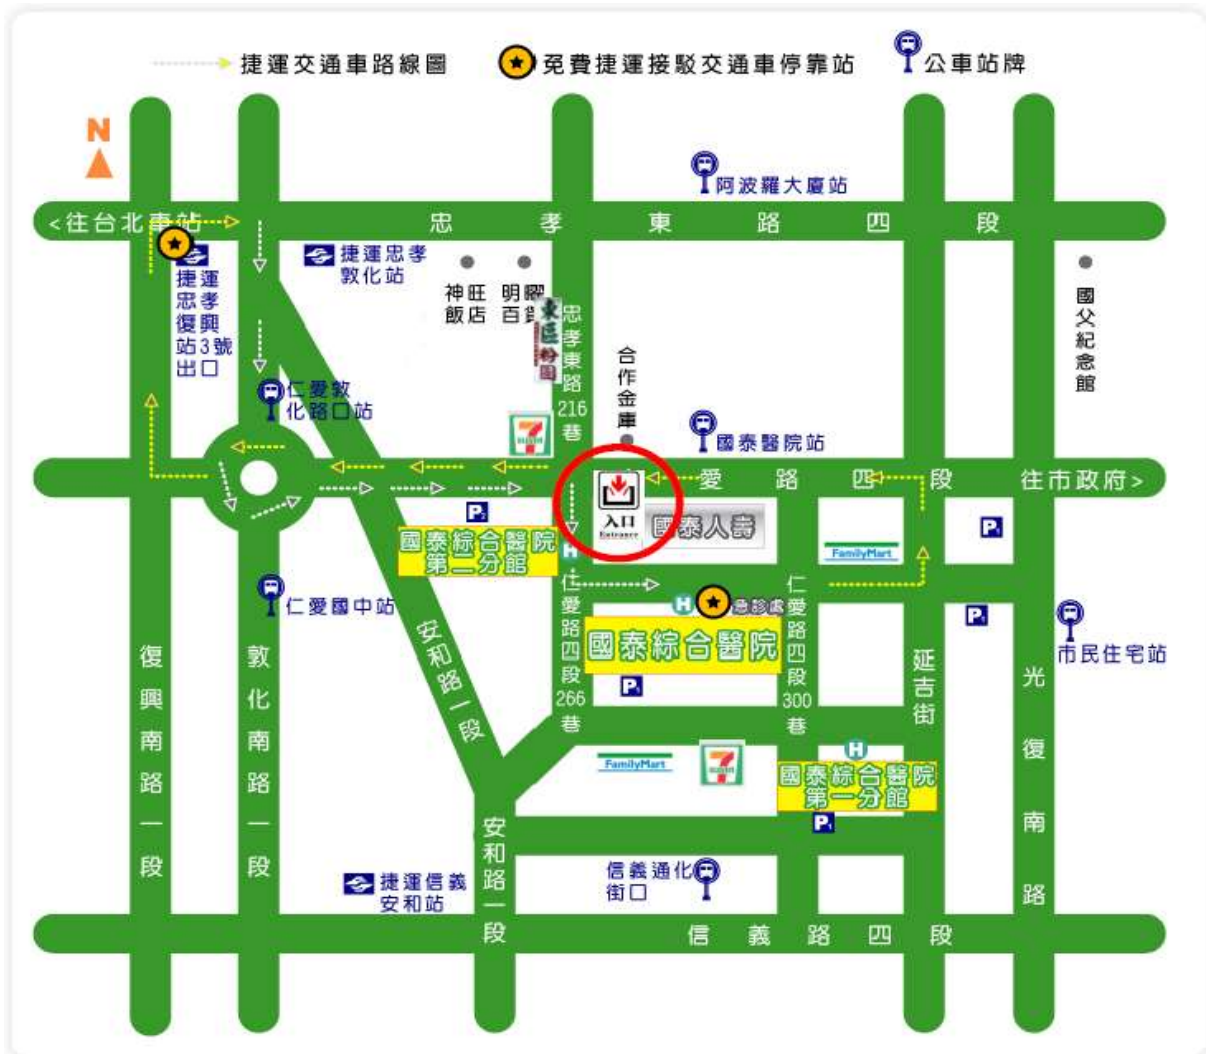 捷運交通車路線圖
免費捷運接駁交通車停靠站
公車站牌
N
阿波羅大廈站
<往台北車站
忠孝東路四段
捷運
忠孝
復興
站3號
出口
捷運忠孝
敦化站
神旺
飯店
明曜
百貨
東區粉圓
忠孝東路216巷
合作金庫
國父紀念館
仁愛敦
化路口站
7
ELEVEN
國泰醫院站
愛路四段
往市政府>
入口
Entrance
國泰人壽
P2
國泰綜合醫院
第二分館
H
FamilyMart
P
仁愛國中站
仁愛路四段266巷
H
急診處
國泰綜合醫院
P1
仁愛路四段300巷
P
市民住宅站
安和路一段
復興南路一段
敦化南路一段
延吉街
光復南路
FamilyMart
7
ELEVEN
H
國泰綜合醫院
第一分館
P1
安和路一段
捷運信義
安和站
信義通化
街口
信義路四段